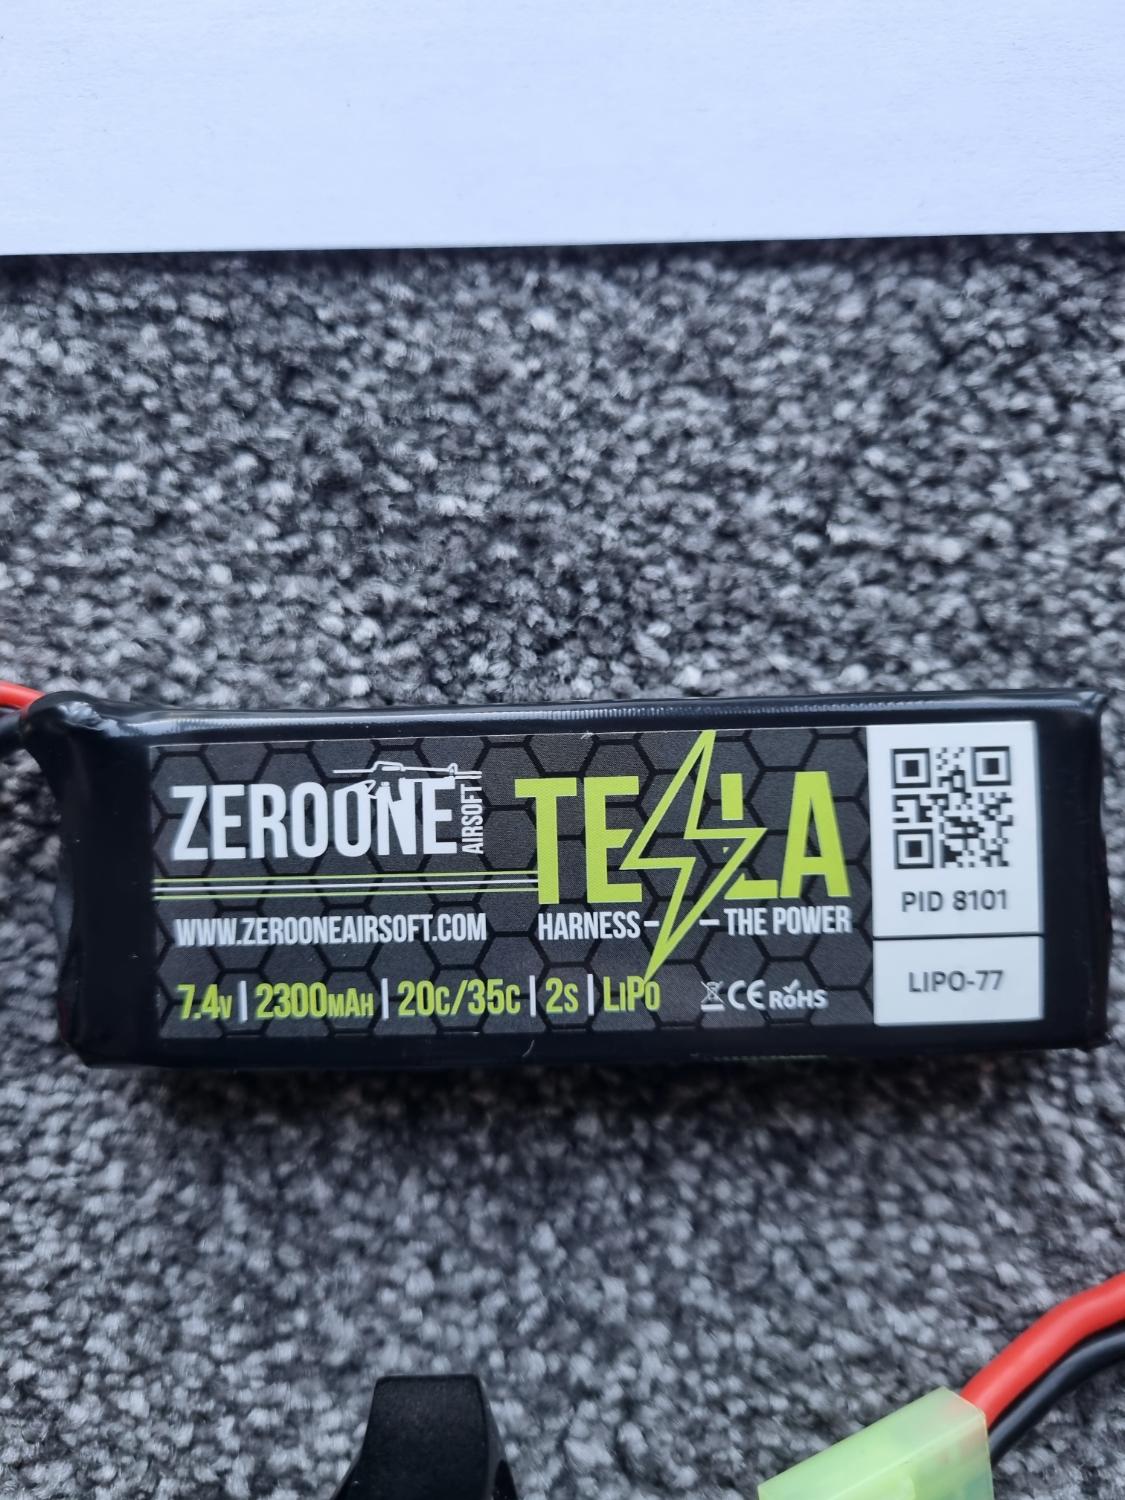 ZEROONE
AIRSOFT
TESLA
WWW.ZEROONEAIRSOFT.COM
HARNESS - - THE POWER
7.4V | 2300MAH | 20C/35C | 2S | LIPO
CE ROHS
PID 8101
LIPO-77